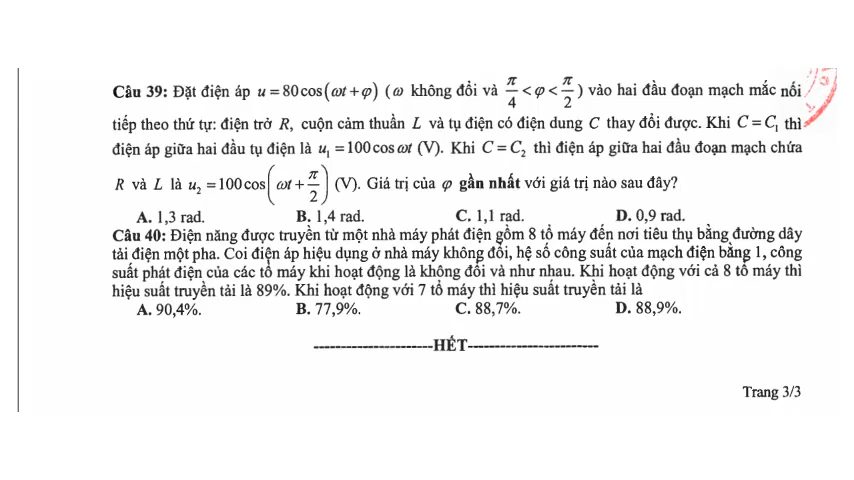 Câu 39: Đặt điện áp u = 80cos(ωt + φ) (ω không đổi và π/4 < φ < π/2) vào hai đầu đoạn mạch mắc nối
tiếp theo thứ tự: điện trở R, cuộn cảm thuần L và tụ điện có điện dung C thay đổi được. Khi C = C₁ thì
điện áp giữa hai đầu tụ điện là u₁ = 100cos ωt (V). Khi C = C₂ thì điện áp giữa hai đầu đoạn mạch chứa
R và L là u₂ = 100cos(ωt + π/2) (V). Giá trị của φ gần nhất với giá trị nào sau đây?
A. 1,3 rad. B. 1,4 rad. C. 1,1 rad. D. 0,9 rad.
Câu 40: Điện năng được truyền từ một nhà máy phát điện gồm 8 tổ máy đến nơi tiêu thụ bằng đường dây
tải điện một pha. Coi điện áp hiệu dụng ở nhà máy không đổi, hệ số công suất của mạch điện bằng 1, công
suất phát điện của các tổ máy khi hoạt động là không đổi và như nhau. Khi hoạt động với cả 8 tổ máy thì
hiệu suất truyền tải là 89%. Khi hoạt động với 7 tổ máy thì hiệu suất truyền tải là
A. 90,4%. B. 77,9%. C. 88,7%. D. 88,9%.
----------------------HẾT------------------------
Trang 3/3